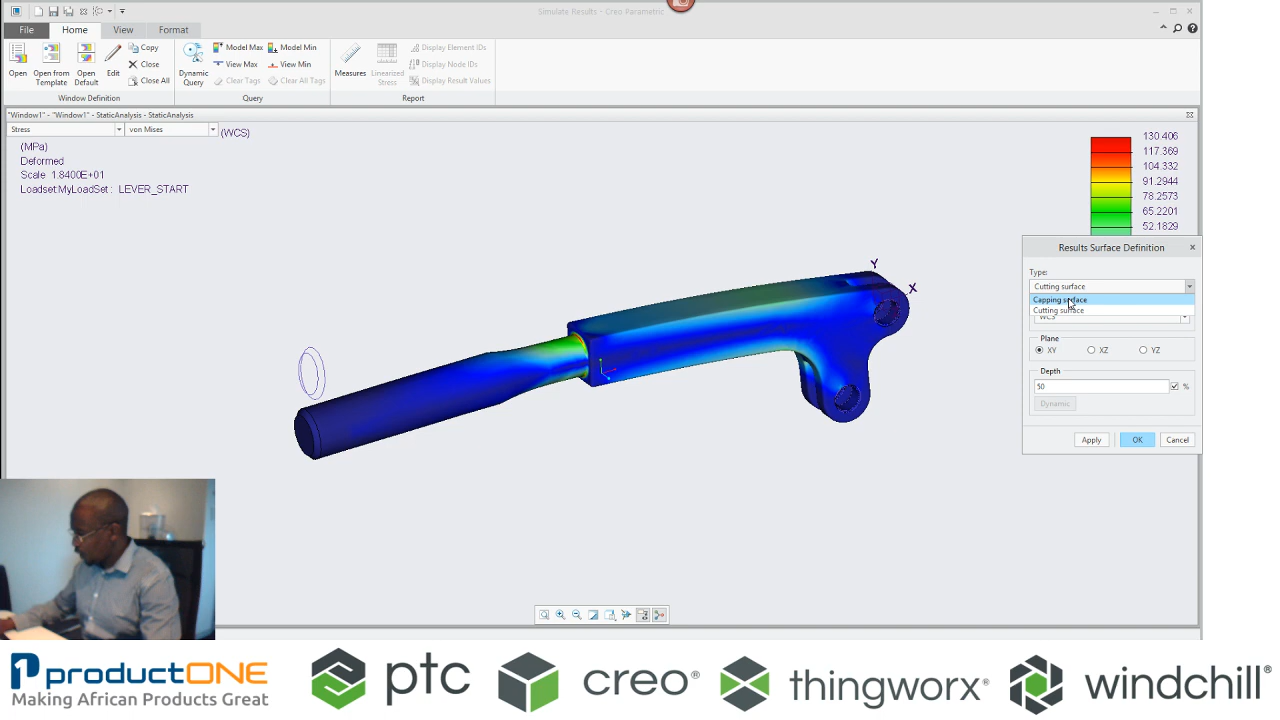 Simulate Results - Creo Parametric
File Home View Format
Open
Open from Template
Open Default
Edit
Copy
Close
Close All
Window Definition
Dynamic Query
Model Max
View Max
Clear Tags
Model Min
View Min
Clear All Tags
Query
Measures
Linearized Stress
Display Element IDs
Display Node IDs
Display Result Values
Report
"Window1" - "Window1" - StaticAnalysis - StaticAnalysis
Stress von Mises (WCS)
(MPa)
Deformed
Scale 1.8400E+01
Loadset:MyLoadSet : LEVER_START
130.406
117.369
104.332
91.2944
78.2573
65.2201
52.1829
Results Surface Definition
Type:
Cutting surface
Capping surface
Cutting surface
WCS
Plane
XY XZ YZ
Depth
50 %
Dynamic
Apply OK Cancel
Y
X
productONE
Making African Products Great
ptc
creo®
thingworx®
windchill®